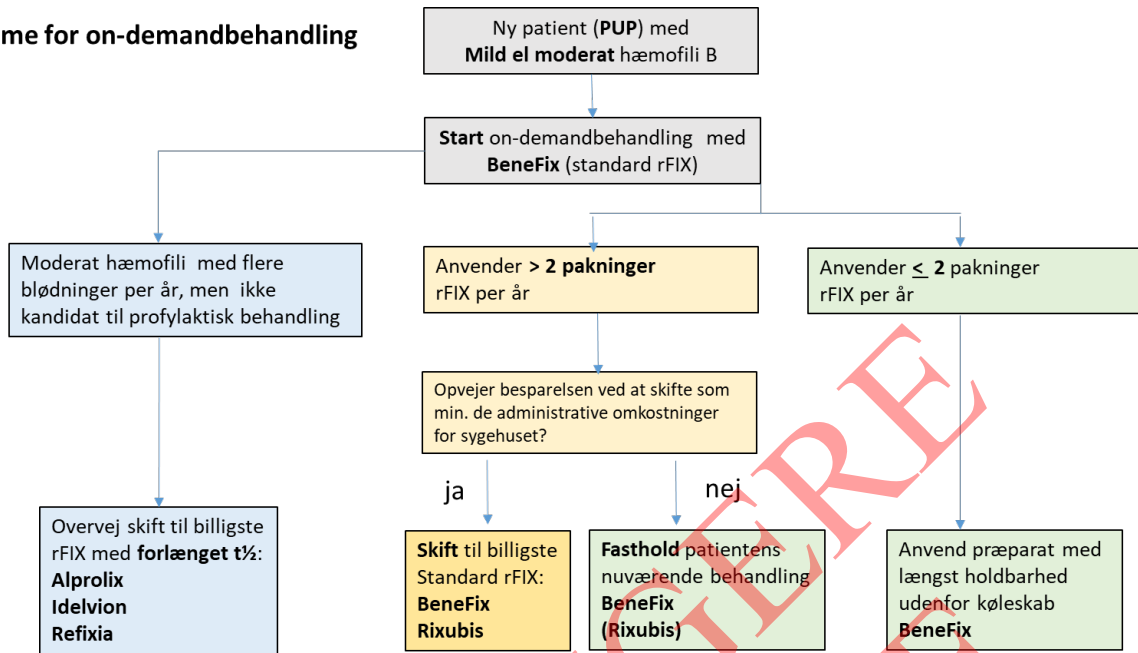 me for on-demandbehandling
Ny patient (PUP) med
Mild el moderat hæmofili B
Start on-demandbehandling med
BeneFix (standard rFIX)
Moderat hæmofili med flere
blødninger per år, men ikke
kandidat til profylaktisk behandling
Anvender > 2 pakninger
rFIX per år
Anvender < 2 pakninger
rFIX per år
Opvejer besparelsen ved at skifte som
min. de administrative omkostninger
for sygehuset?
ja
nej
Overvej skift til billigste
rFIX med forlænget t½:
Alprolix
Idelvion
Refixia
Skift til billigste
Standard rFIX:
BeneFix
Rixubis
Fasthold patientens
nuværende behandling
BeneFix
(Rixubis)
Anvend præparat med
længst holdbarhed
udenfor køleskab
BeneFix
GERE